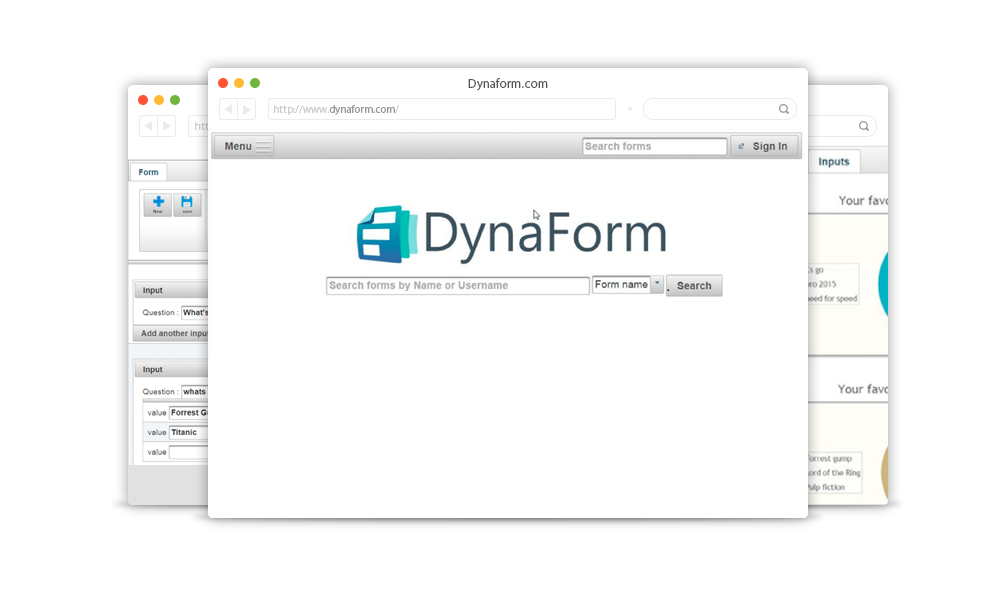 Dynaform.com
http://www.dynaform.com/
Menu
Search forms
Sign In
DynaForm
Search forms by Name or Username
Form name
Search
htt
Form
New
save
Input
Question :
What's
Add another input
Input
Question :
whats
value
Forrest G
value
Titanic
value
Inputs
Your favo
s go
ro 2015
eed for speed
Your favo
orrest gump
ord of the Ring
ulp fiction